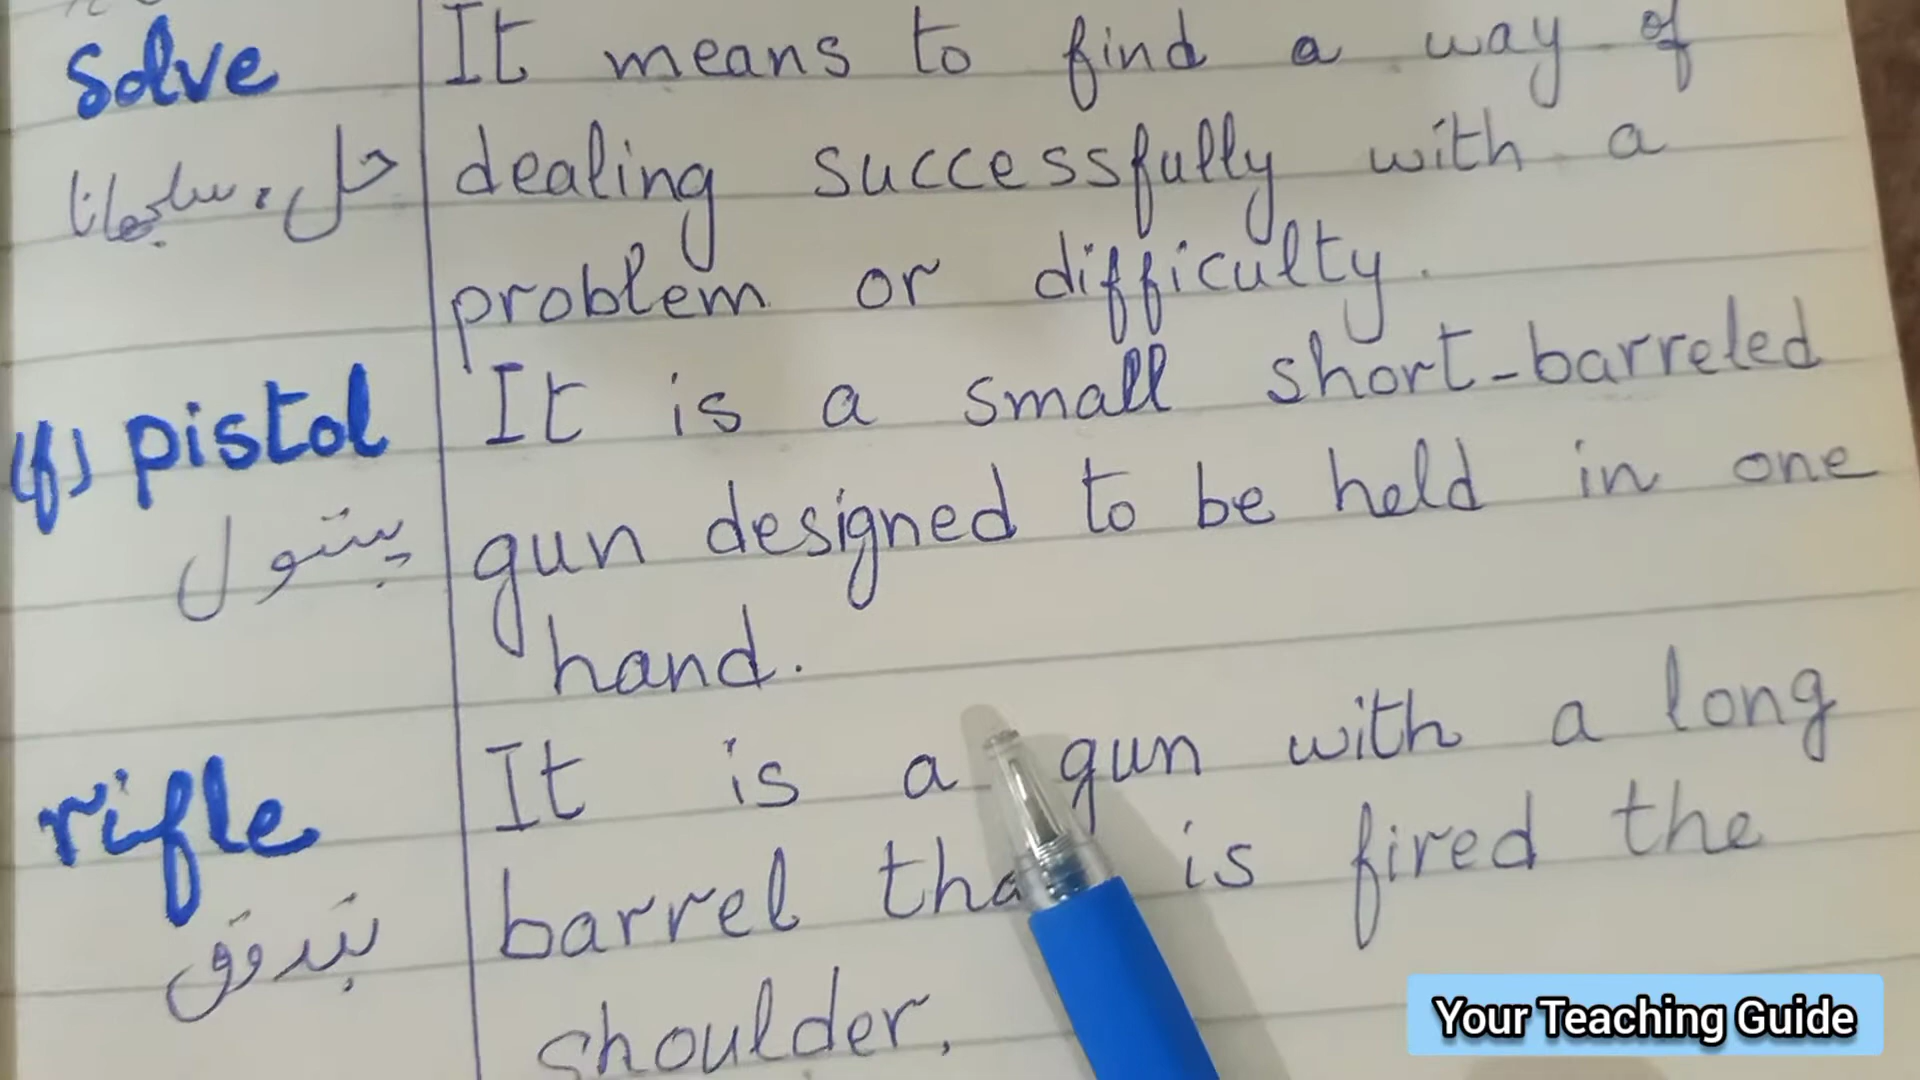 Solve It means to find a way of
حل، سلجھانا dealing successfully with a
problem or difficulty.
(f) pistol It is a small short-barreled
پستول gun designed to be held in one
hand.
rifle It is a gun with a long
بندوق barrel tha is fired the
shoulder.
Your Teaching Guide